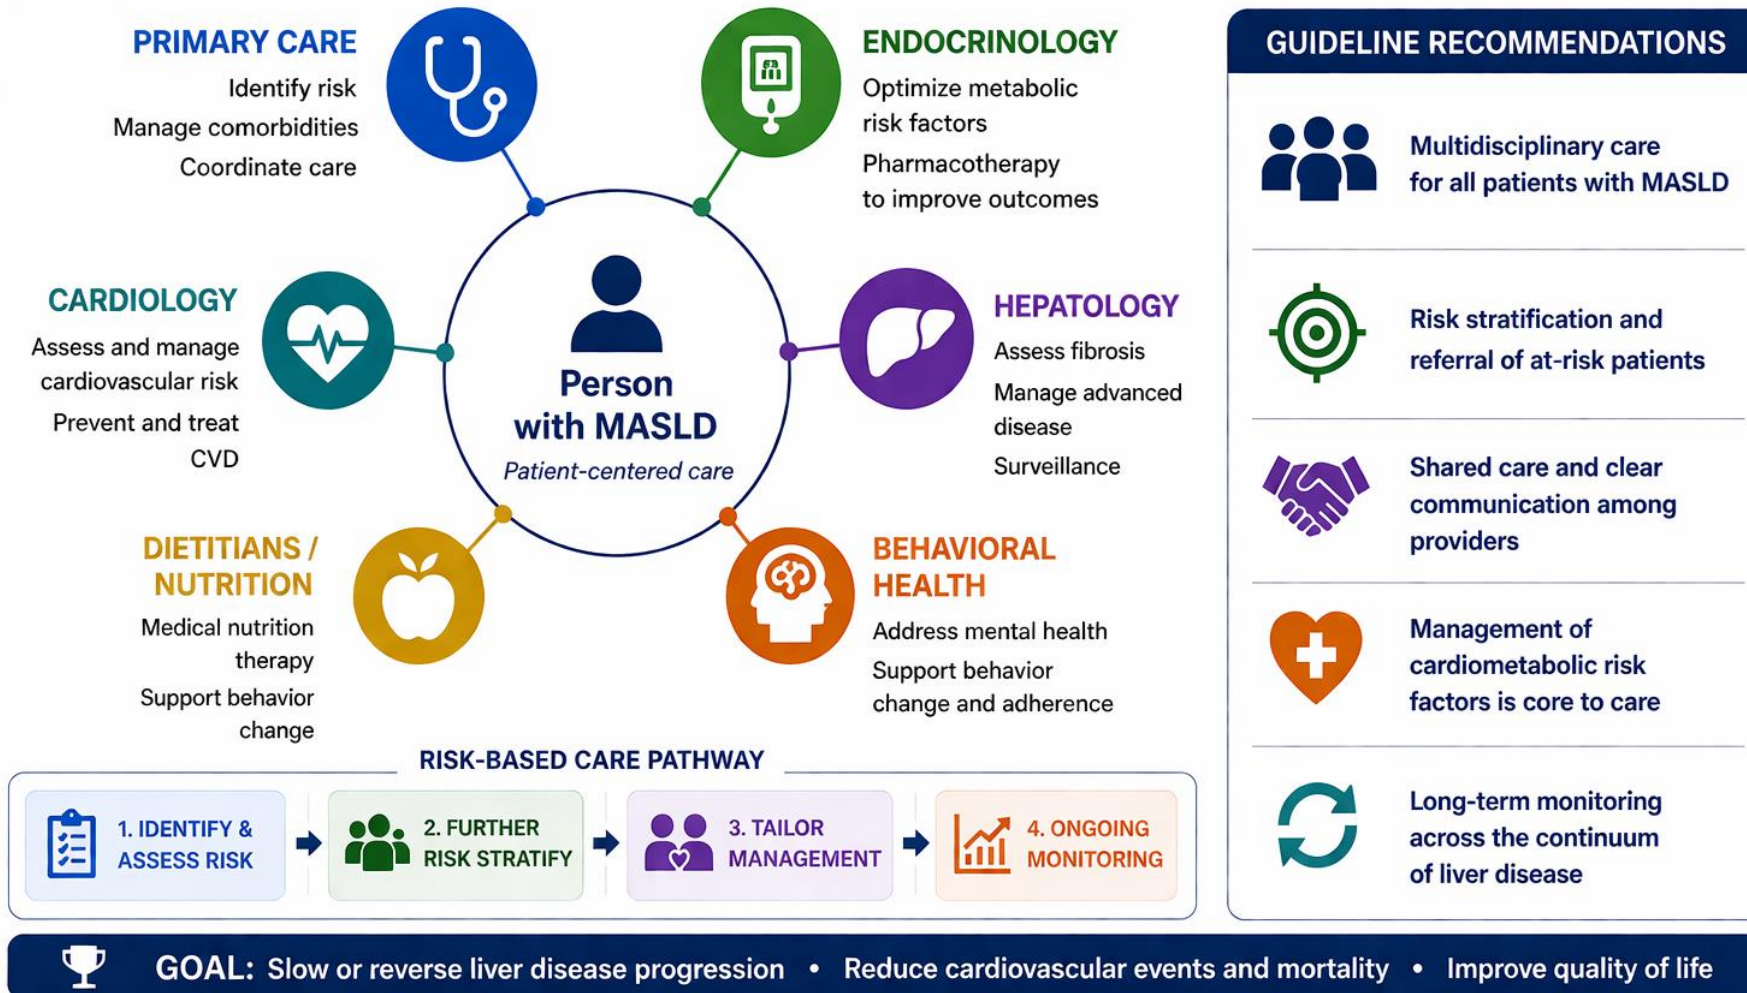 PRIMARY CARE
Identify risk
Manage comorbidities
Coordinate care
ENDOCRINOLOGY
Optimize metabolic
risk factors
Pharmacotherapy
to improve outcomes
CARDIOLOGY
Assess and manage
cardiovascular risk
Prevent and treat
CVD
Person
with MASLD
Patient-centered care
HEPATOLOGY
Assess fibrosis
Manage advanced
disease
Surveillance
DIETITIANS /
NUTRITION
Medical nutrition
therapy
Support behavior
change
BEHAVIORAL
HEALTH
Address mental health
Support behavior
change and adherence
RISK-BASED CARE PATHWAY
1. IDENTIFY &
ASSESS RISK
2. FURTHER
RISK STRATIFY
3. TAILOR
MANAGEMENT
4. ONGOING
MONITORING
GUIDELINE RECOMMENDATIONS
Multidisciplinary care
for all patients with MASLD
Risk stratification and
referral of at-risk patients
Shared care and clear
communication among
providers
Management of
cardiometabolic risk
factors is core to care
Long-term monitoring
across the continuum
of liver disease
GOAL: Slow or reverse liver disease progression • Reduce cardiovascular events and mortality • Improve quality of life